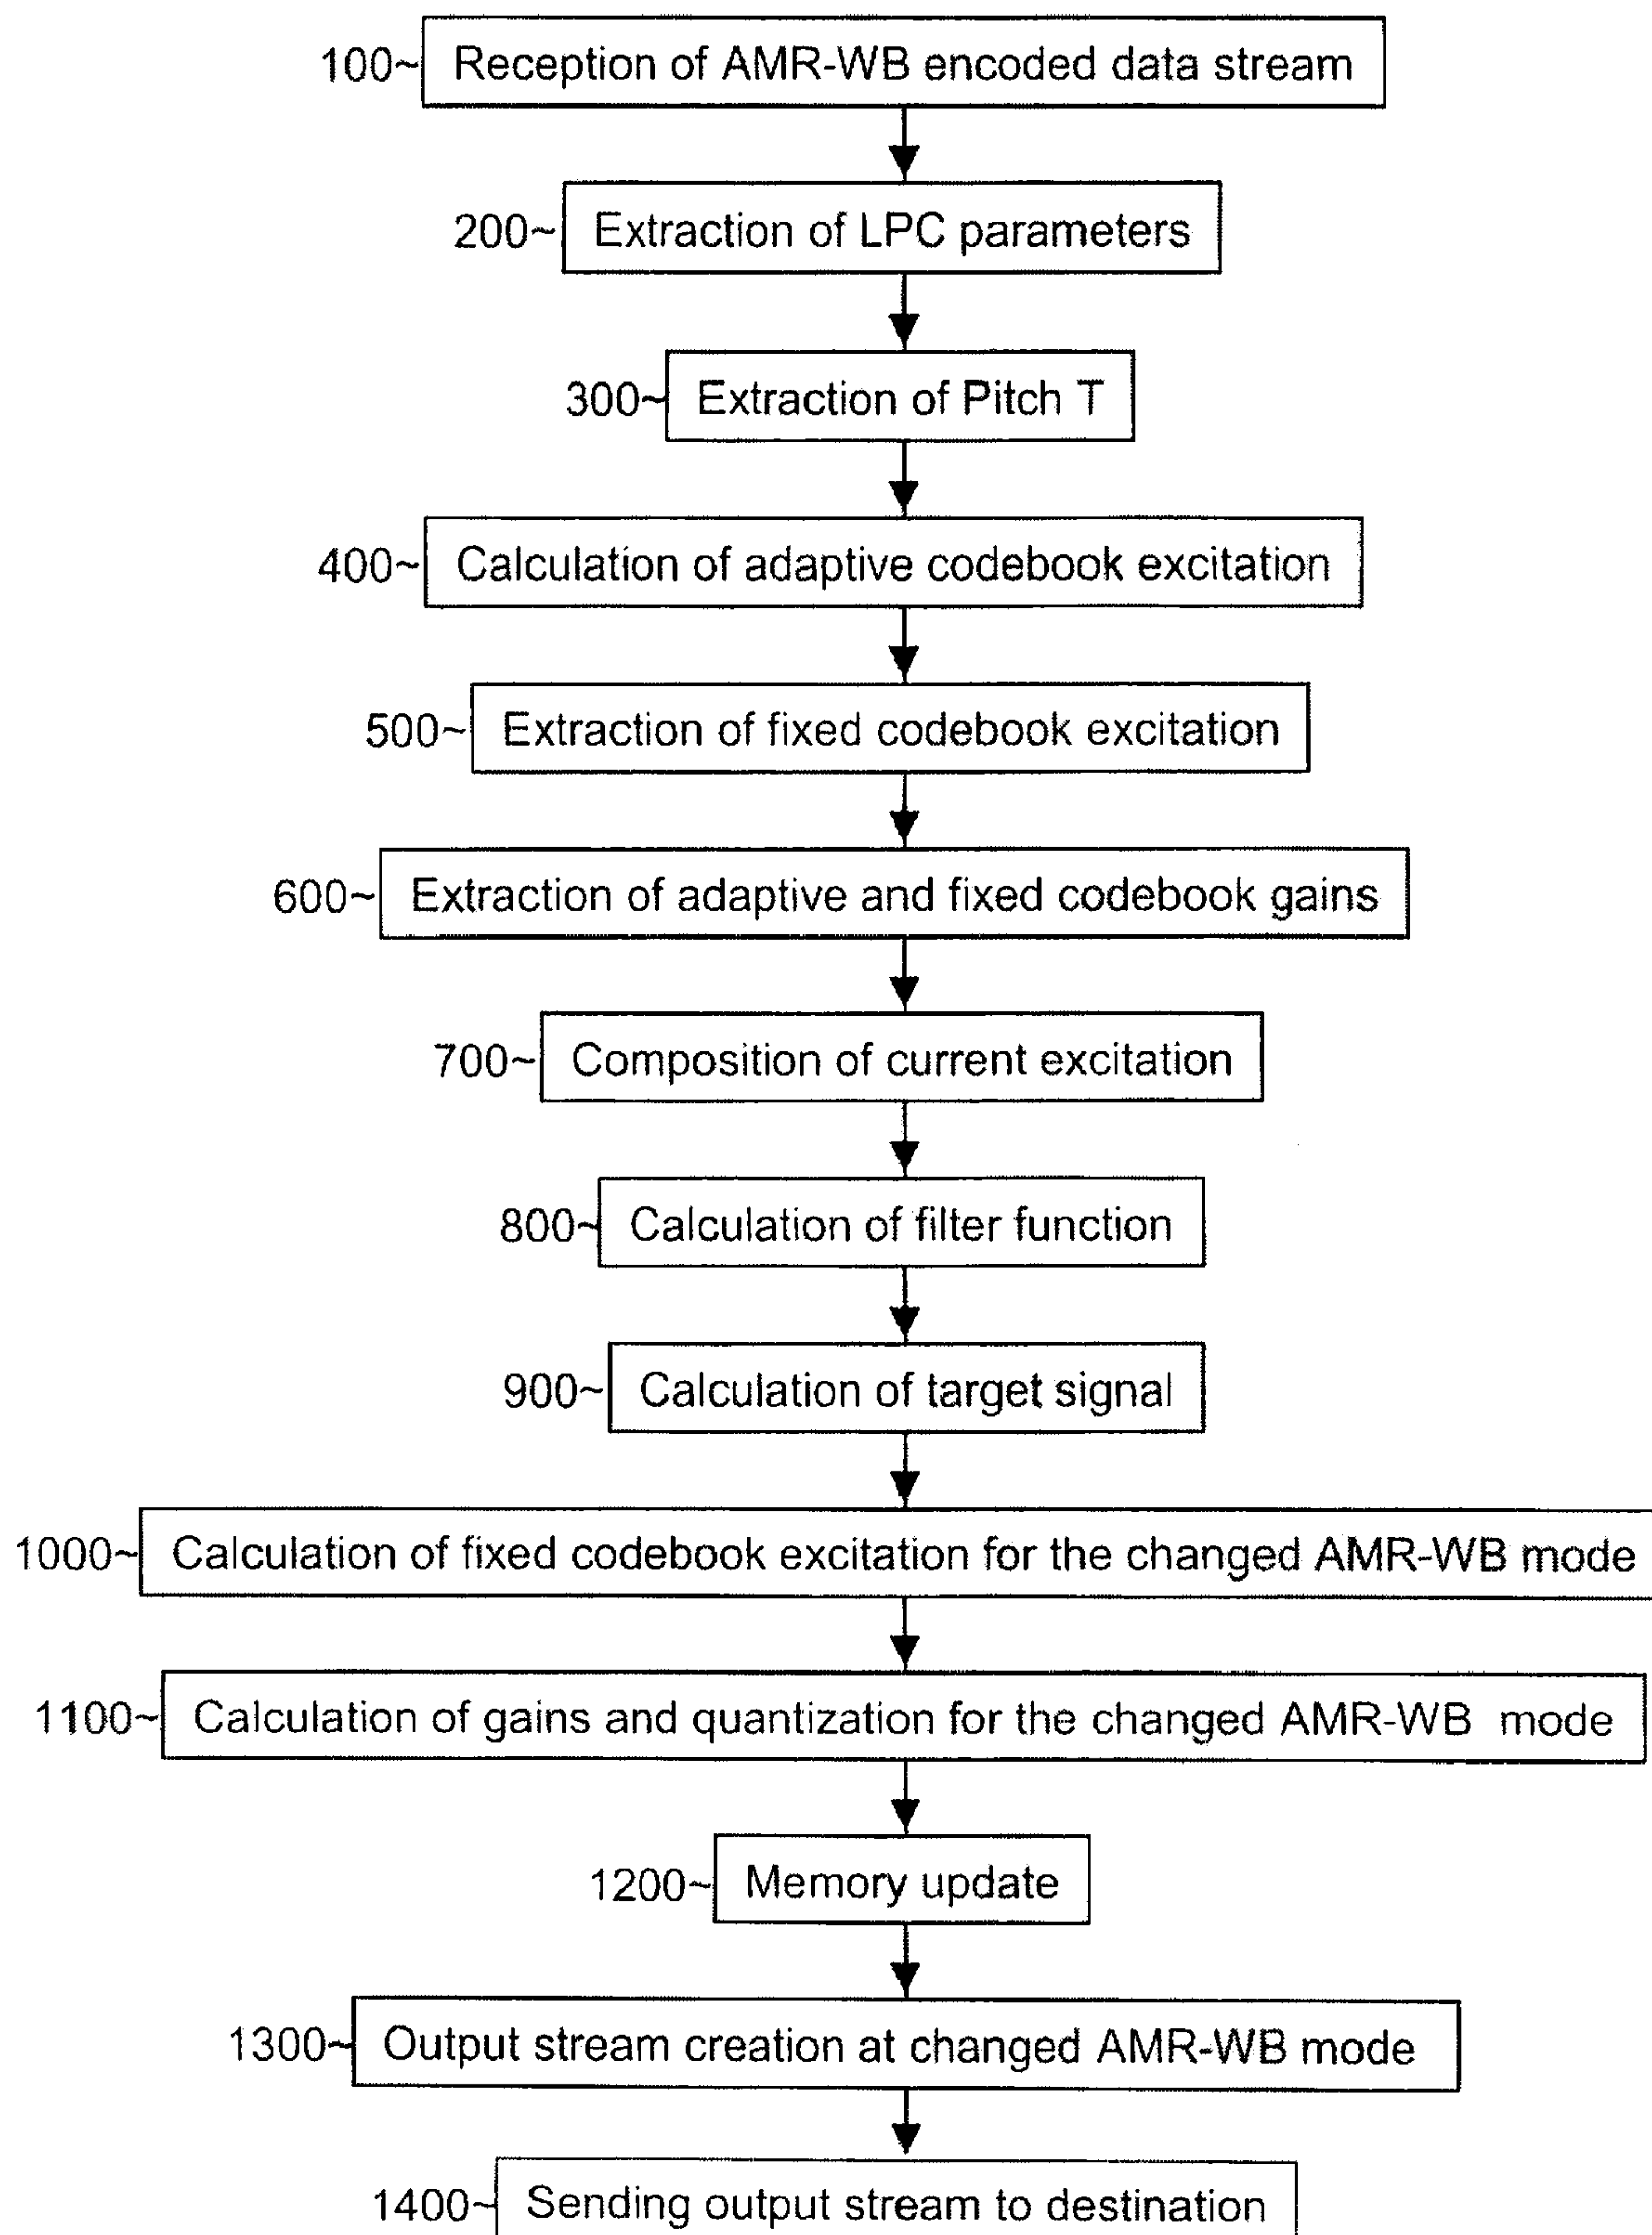 100~ Reception of AMR-WB encoded data stream
200~ Extraction of LPC parameters
300~ Extraction of Pitch T
400~ Calculation of adaptive codebook excitation
500~ Extraction of fixed codebook excitation
600~ Extraction of adaptive and fixed codebook gains
700~ Composition of current excitation
800~ Calculation of filter function
900~ Calculation of target signal
1000~ Calculation of fixed codebook excitation for the changed AMR-WB mode
1100~ Calculation of gains and quantization for the changed AMR-WB mode
1200~ Memory update
1300~ Output stream creation at changed AMR-WB mode
1400~ Sending output stream to destination